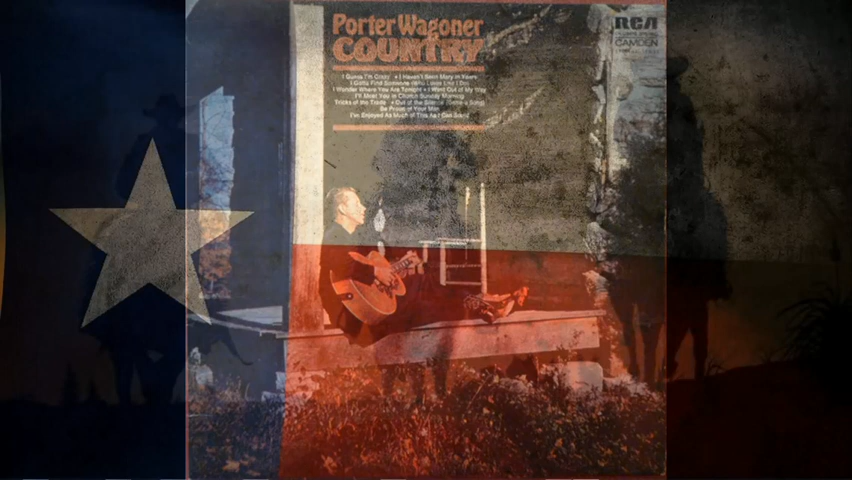 Porter Wagoner
COUNTRY
RCA
CAMDEN
I Guess I'm Crazy • I Haven't Seen Mary in Years
I Gotta Find Someone Who Loves Like I Do
I Wonder Where You Are Tonight • I Went Out of My Way
I'll Meet You in Church Sunday Morning
Tricks of the Trade • Out of the Silence (Came a Song)
Be Proud of Your Man
I've Enjoyed As Much of This As I Can Stand